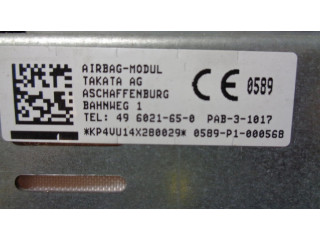 AIRBAG-MODUL
TAKATA AG
ASCHAFFENBURG
BAHNWEG 1
CE 0589
TEL: 49 6021-65-0 PAB-3-1017
*KP4VU14X280029* 0589-P1-000568